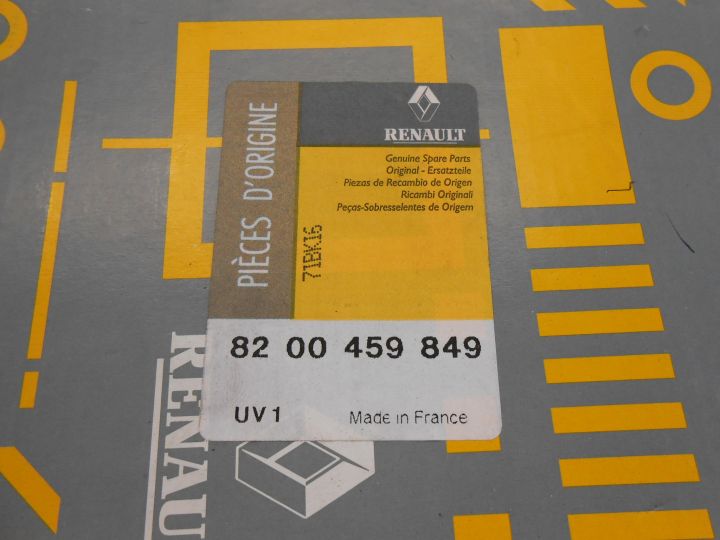 PIÈCES D'ORIGINE
RENAULT
Genuine Spare Parts
Original - Ersatzteile
Piezas de Recambio de Origen
Ricambi Originali
Peças-Sobresselentes de Origem
71BK16
82 00 459 849
UV1
Made in France
RENAU